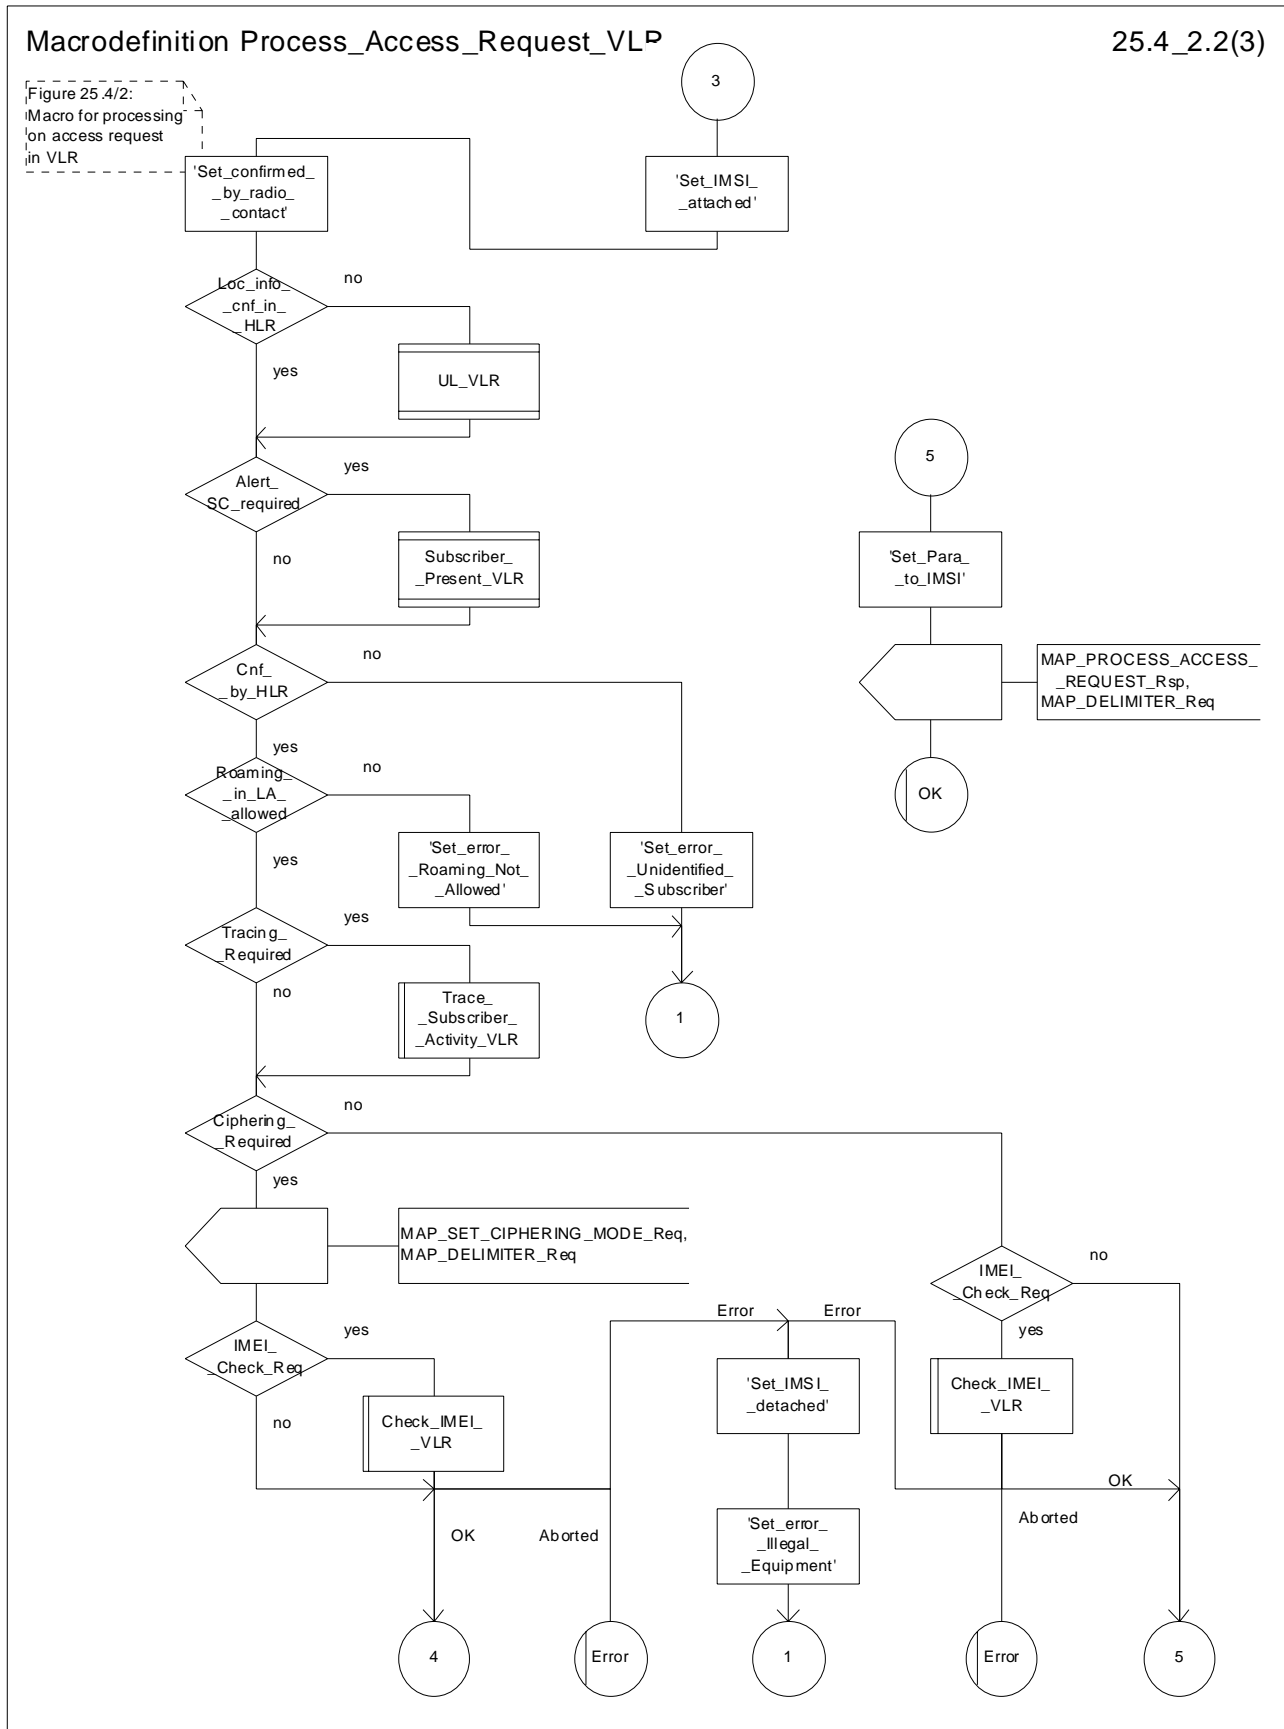 Macrodefinition Process_Access_Request_VLR
25.4_2.2(3)
Figure 25.4/2:
Macro for processing
on access request
in VLR
3
'Set_confirmed_
_by_radio_
_contact'
'Set_IMSI_
_attached'
Loc_info_
_cnf_in_
_HLR
no
yes
UL_VLR
Alert_
SC_required
yes
no
Subscriber_
_Present_VLR
5
'Set_Para_
_to_IMSI'
MAP_PROCESS_ACCESS_
_REQUEST_Rsp,
MAP_DELIMITER_Req
OK
Cnf_
_by_HLR
no
yes
Roaming_
_in_LA_
_allowed
no
yes
'Set_error_
_Roaming_Not_
_Allowed'
'Set_error_
_Unidentified_
_Subscriber'
Tracing_
_Required
yes
no
Trace_
_Subscriber_
_Activity_VLR
1
Ciphering_
_Required
no
yes
MAP_SET_CIPHERING_MODE_Req,
MAP_DELIMITER_Req
IMEI_
_Check_Req
no
yes
IMEI_
_Check_Req
yes
no
Error
Error
Check_IMEI_
_VLR
'Set_IMSI_
_detached'
Check_IMEI_
_VLR
OK
Aborted
'Set_error_
_Illegal_
_Equipment'
OK
Aborted
4
Error
1
Error
5